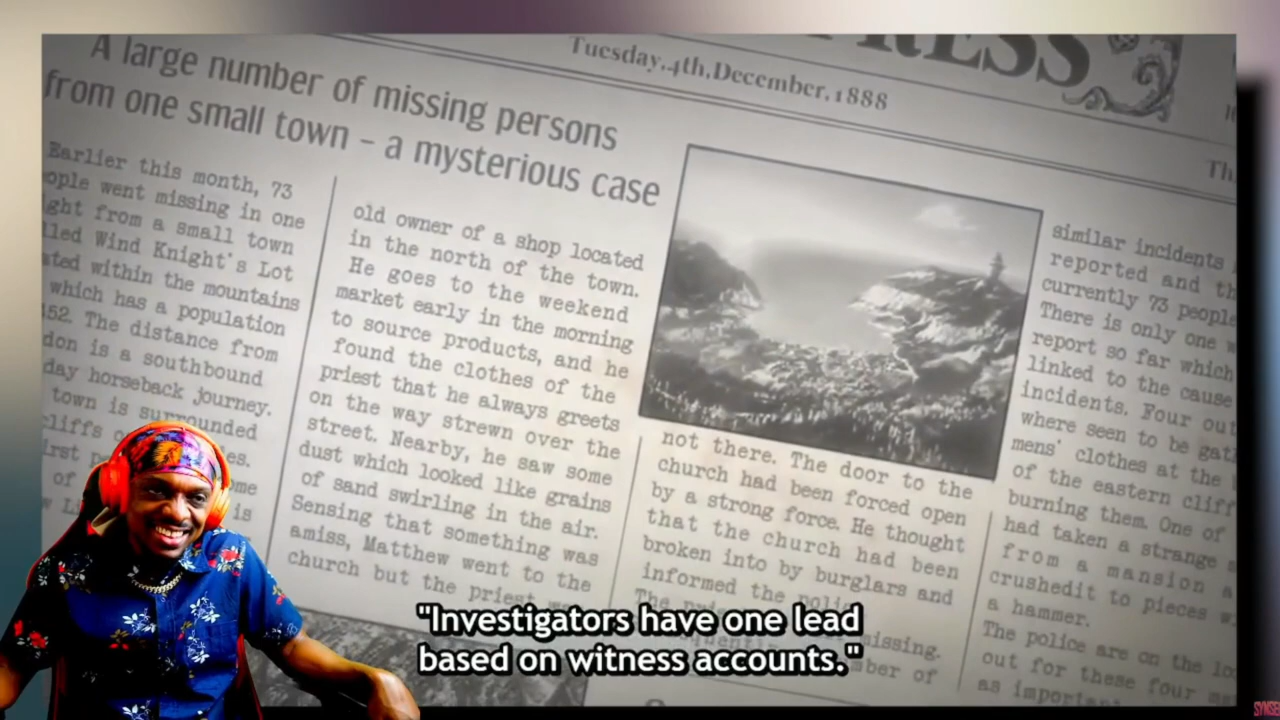 PRESS
Tuesday,4th,December,1888
A large number of missing persons
from one small town – a mysterious case
Earlier this month, 73
people went missing in one
from a small town
Wind Knight's Lot
within the mountains
which has a population
The distance from
is a southbound
day horseback journey.
town is surrounded
cliffs
of
is
old owner of a shop located
in the north of the town.
He goes to the weekend
market early in the morning
to source products, and he
found the clothes of the
priest that he always greets
on the way strewn over the
street. Nearby, he saw some
dust which looked like grains
of sand swirling in the air.
Sensing that something was
amiss, Matthew went to the
church but the priest
not there. The door to the
church had been forced open
by a strong force. He thought
that the church had been
broken into by burglars and
informed the
missing.
of
similar incidents
reported and
currently 73 people
There is only one
report so far which
linked to the cause
incidents. Four
where seen to be
mens' clothes at the
of the eastern cliff
burning them. One of
had taken a strange
from a mansion
crushedit to pieces
a hammer.
The police are on the
out for these four
as
"Investigators have one lead
based on witness accounts."